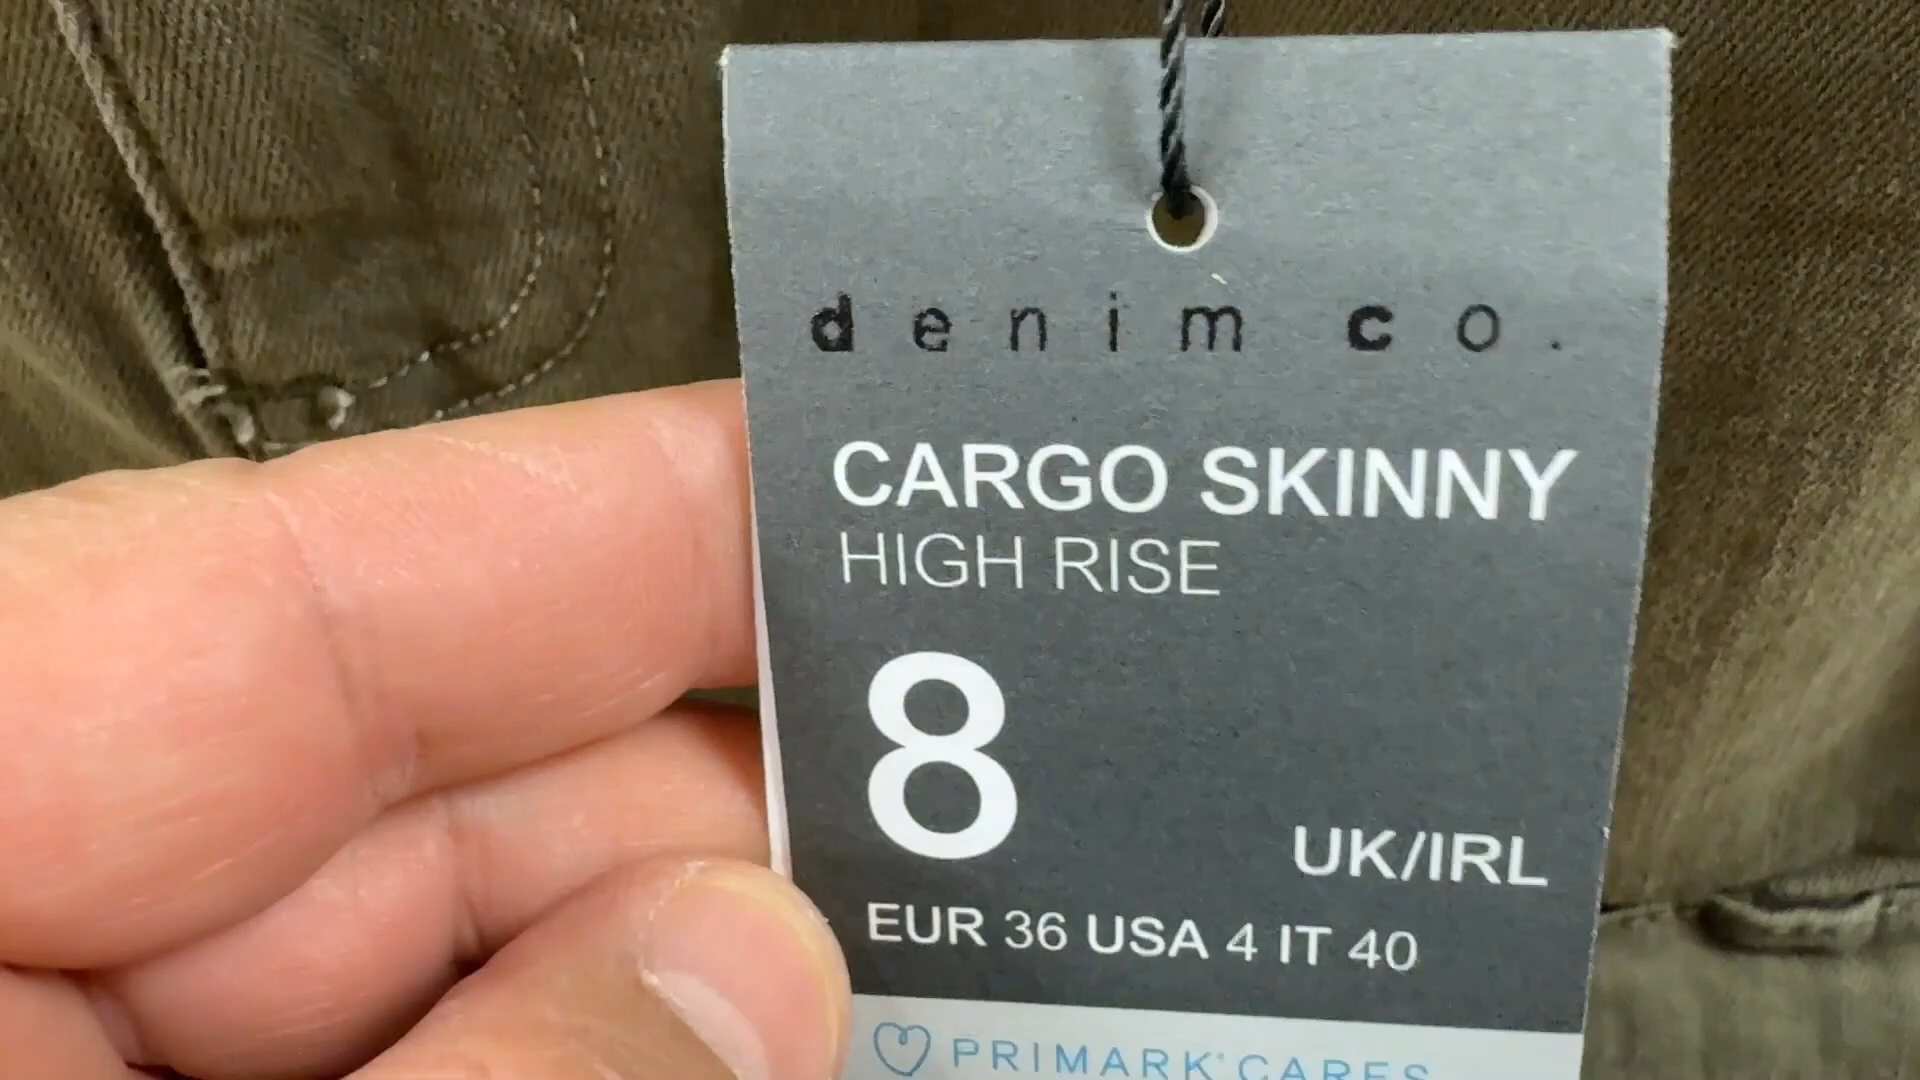 denim co.
CARGO SKINNY
HIGH RISE
8
UK/IRL
EUR 36 USA 4 IT 40
PRIMARK® CARES